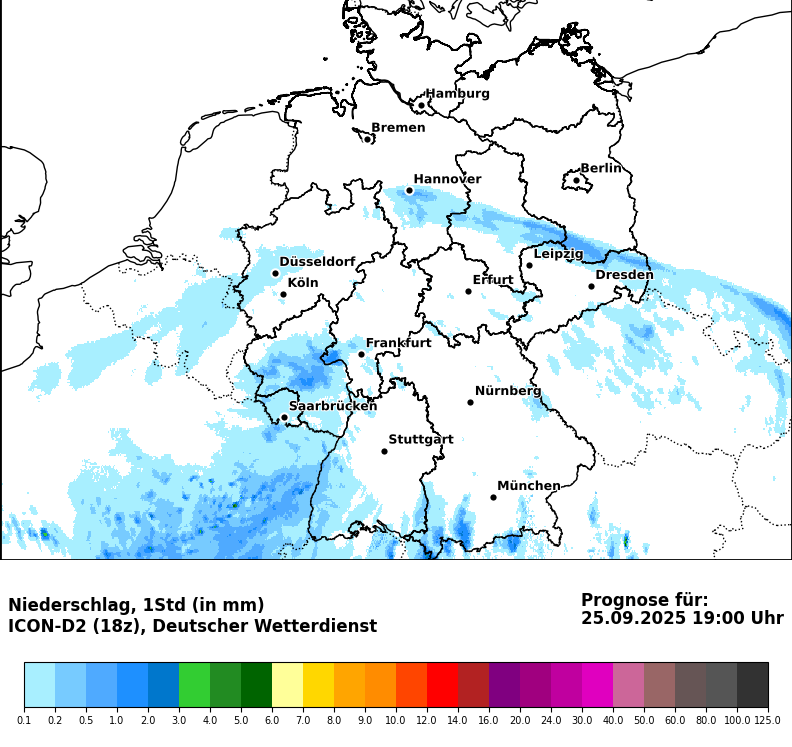 Hamburg
Bremen
Berlin
Hannover
Düsseldorf
Leipzig
Dresden
Köln
Erfurt
Frankfurt
Nürnberg
Saarbrücken
Stuttgart
München
Niederschlag, 1Std (in mm)
ICON-D2 (18z), Deutscher Wetterdienst
Prognose für:
25.09.2025 19:00 Uhr
0.1 0.2 0.5 1.0 2.0 3.0 4.0 5.0 6.0 7.0 8.0 9.0 10.0 12.0 14.0 16.0 20.0 24.0 30.0 40.0 50.0 60.0 80.0 100.0 125.0